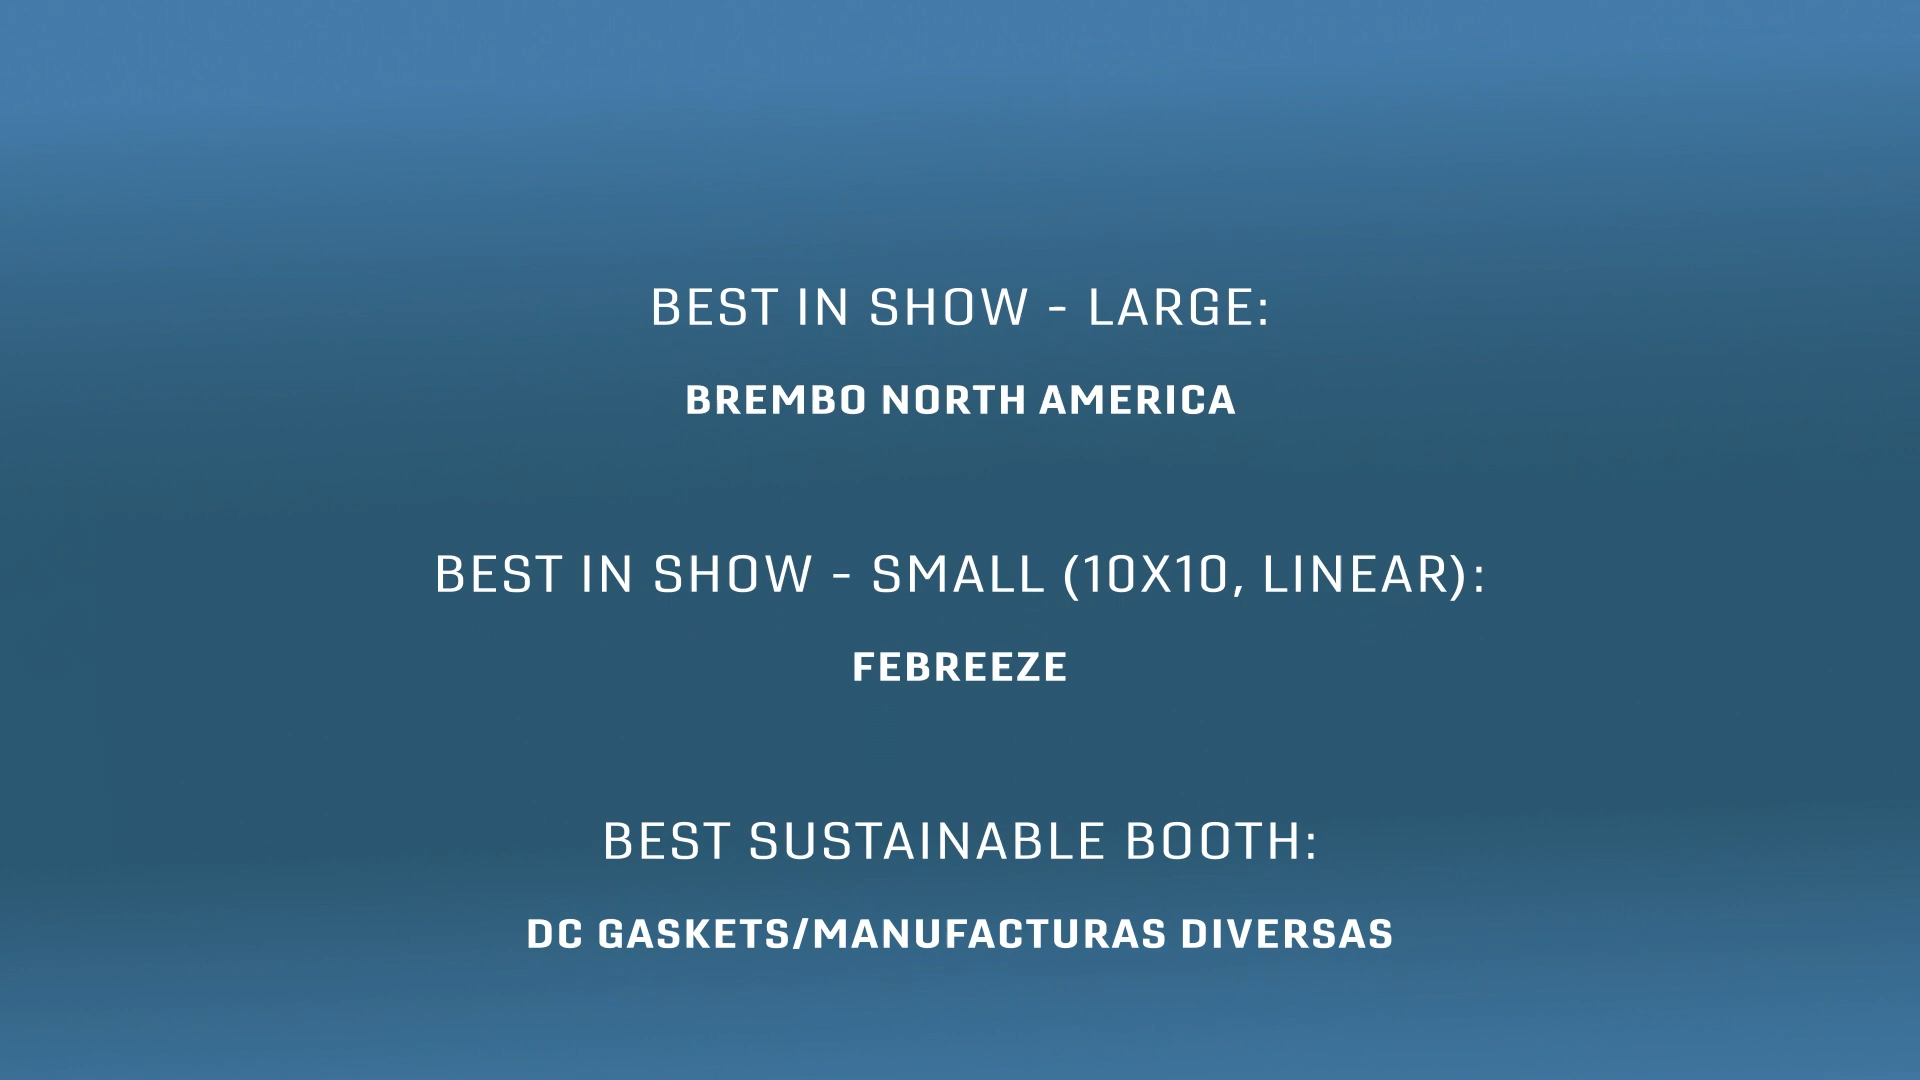 BEST IN SHOW - LARGE:
BREMBO NORTH AMERICA
BEST IN SHOW - SMALL (10X10, LINEAR):
FEBREEZE
BEST SUSTAINABLE BOOTH:
DC GASKETS/MANUFACTURAS DIVERSAS